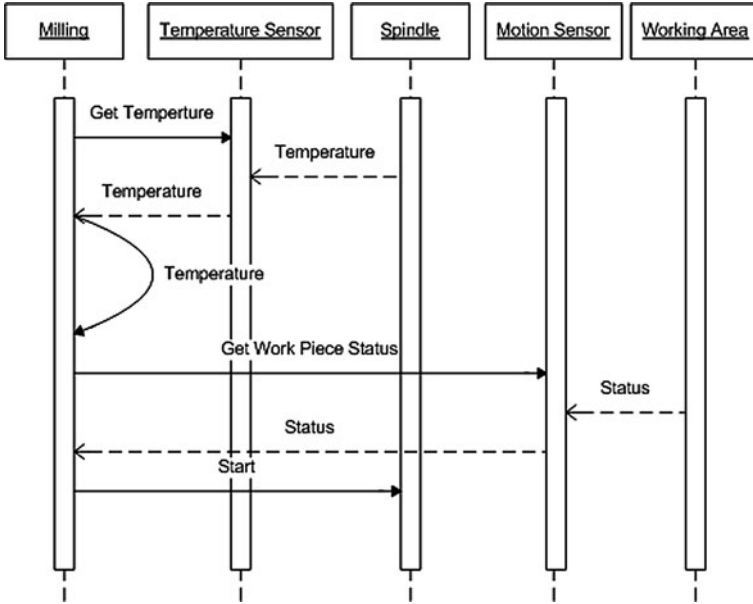 Milling
Temperature Sensor
Spindle
Motion Sensor
Working Area
Get Temperture
Temperature
Temperature
Temperature
Get Work Piece Status
Status
Status
Start